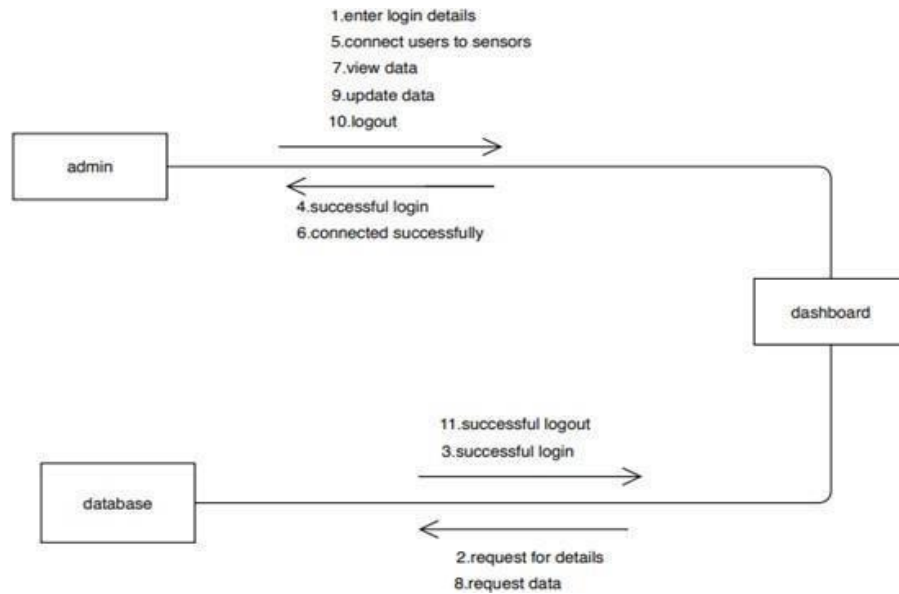 1.enter login details
5.connect users to sensors
7.view data
9.update data
10.logout
admin
4.successful login
6.connected successfully
dashboard
11.successful logout
3.successful login
database
2.request for details
8.request data